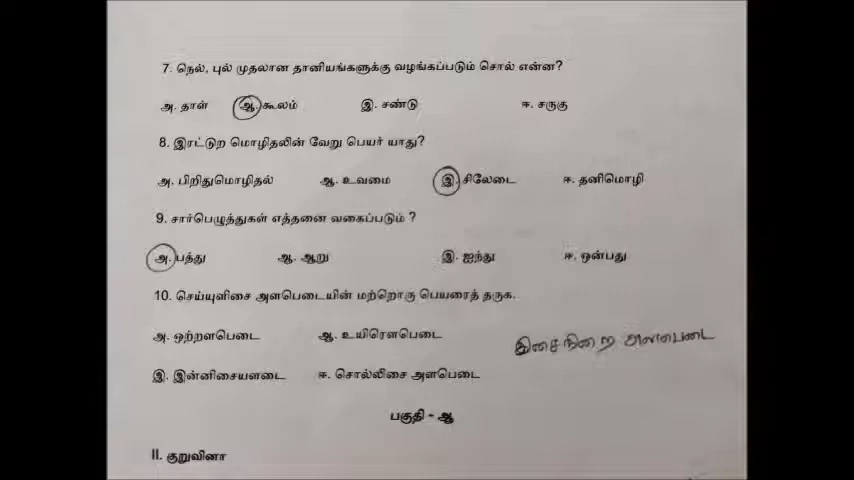 7. நெல், புல் முதலான தானியங்களுக்கு வழங்கப்படும் சொல் என்ன?
அ. தாள் ஆ. கூலம் இ. சண்டு ஈ. சருகு
8. இரட்டுற மொழிதலின் வேறு பெயர் யாது?
அ. பிறிதுமொழிதல் ஆ. உவமை இ. சிலேடை ஈ. தனிமொழி
9. சார்பெழுத்துகள் எத்தனை வகைப்படும் ?
அ. பத்து ஆ. ஆறு இ. ஐந்து ஈ. ஒன்பது
10. செய்யுளிசை அளபெடையின் மற்றொரு பெயரைத் தருக.
அ. ஒற்றளபெடை ஆ. உயிரௌபெடை
இசைநிறை அளபெடை
இ. இன்னிசையளடை ஈ. சொல்லிசை அளபெடை
பகுதி - ஆ
II. குறுவினா